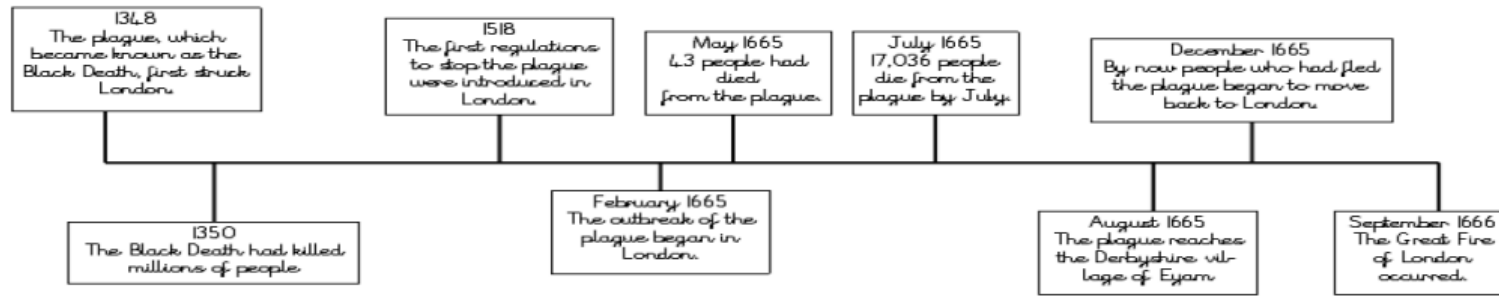 1348
The plague, which
became known as the
Black Death, first struck
London.
1518
The first regulations
to stop the plague
were introduced in
London.
May 1665
43 people had
died
from the plague.
July 1665
17,036 people
die from the
plague by July.
December 1665
By now people who had fled
the plague began to move
back to London.
1350
The Black Death had killed
millions of people
February 1665
The outbreak of the
plague began in
London.
August 1665
The plague reaches
the Derbyshire vil-
lage of Eyam
September 1666
The Great Fire
of London
occurred.